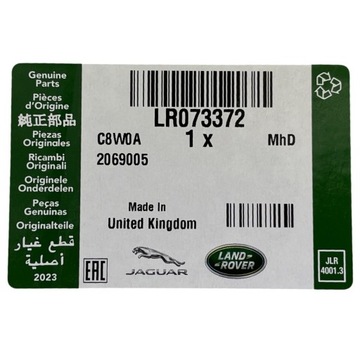 Genuine
Parts
Pièces
d'Origine
純正部品
Piezas
Originales
Ricambi
Originali
Originele
Onderdelen
Peças
Genuinas
Originalteile
قطع غيار
أصلية
2023
LR073372
C8W0A
1 x
MhD
2069005
Made In
United Kingdom
EAC
JAGUAR
LAND-
ROVER
JLR
4001.3